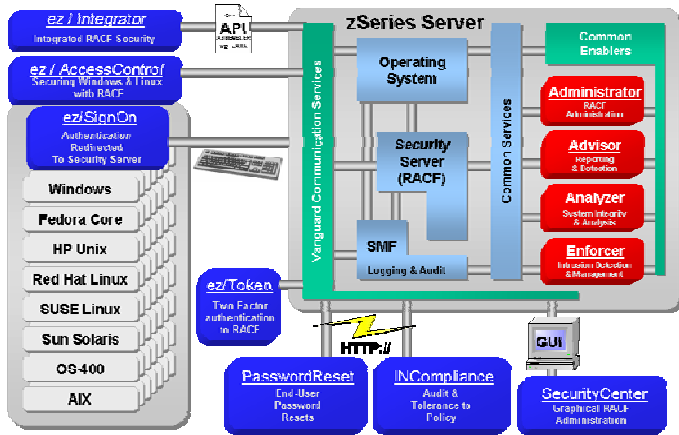 ez / Integrator
Integrated RACF Security
API
zSeries Server
ez / AccessControl
Securing Windows & Linux
with RACF
ez/SignOn
Authentication
Redirected
To Security Server
Windows
Fedora Core
HP Unix
Red Hat Linux
SUSE Linux
Sun Solaris
OS-400
AIX
Vanguard Communication Services
Operating
System
Security
Server
(RACF)
SMF
Logging & Audit
Common Services
Common
Enablers
Administrator
RACF
Administration
Advisor
Reporting
& Detection
Analyzer
System Integrity
& Analysis
Enforcer
Intrusion Detection
& Management
ez/Token
Two Factor
authentication
to RACF
HTTP://
GUI
PasswordReset
End-User
Password
Resets
INCompliance
Audit &
Tolerance to
Policy
SecurityCenter
Graphical RACF
Administration